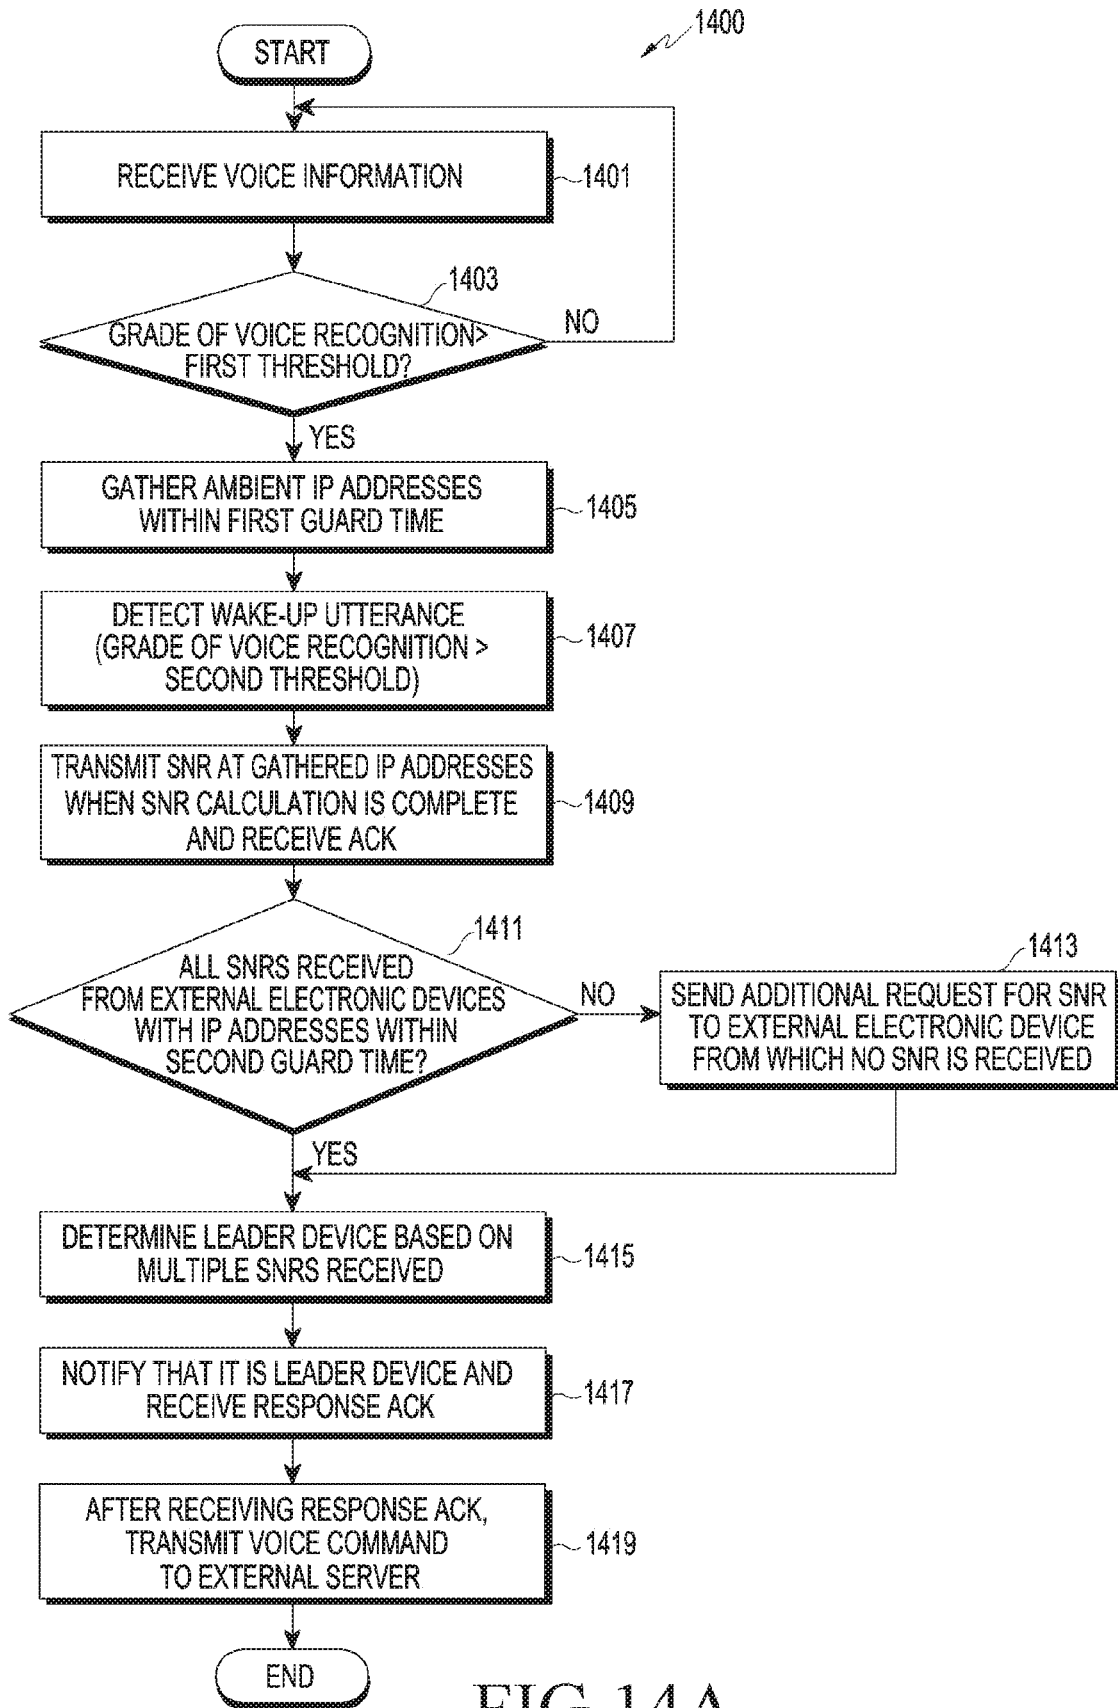 1400
START
RECEIVE VOICE INFORMATION
1401
1403
GRADE OF VOICE RECOGNITION>
FIRST THRESHOLD?
NO
YES
GATHER AMBIENT IP ADDRESSES
WITHIN FIRST GUARD TIME
1405
DETECT WAKE-UP UTTERANCE
(GRADE OF VOICE RECOGNITION >
SECOND THRESHOLD)
1407
TRANSMIT SNR AT GATHERED IP ADDRESSES
WHEN SNR CALCULATION IS COMPLETE
AND RECEIVE ACK
1409
1411
ALL SNRS RECEIVED
FROM EXTERNAL ELECTRONIC DEVICES
WITH IP ADDRESSES WITHIN
SECOND GUARD TIME?
NO
1413
SEND ADDITIONAL REQUEST FOR SNR
TO EXTERNAL ELECTRONIC DEVICE
FROM WHICH NO SNR IS RECEIVED
YES
DETERMINE LEADER DEVICE BASED ON
MULTIPLE SNRS RECEIVED
1415
NOTIFY THAT IT IS LEADER DEVICE AND
RECEIVE RESPONSE ACK
1417
AFTER RECEIVING RESPONSE ACK,
TRANSMIT VOICE COMMAND
TO EXTERNAL SERVER
1419
END
FIG.14A